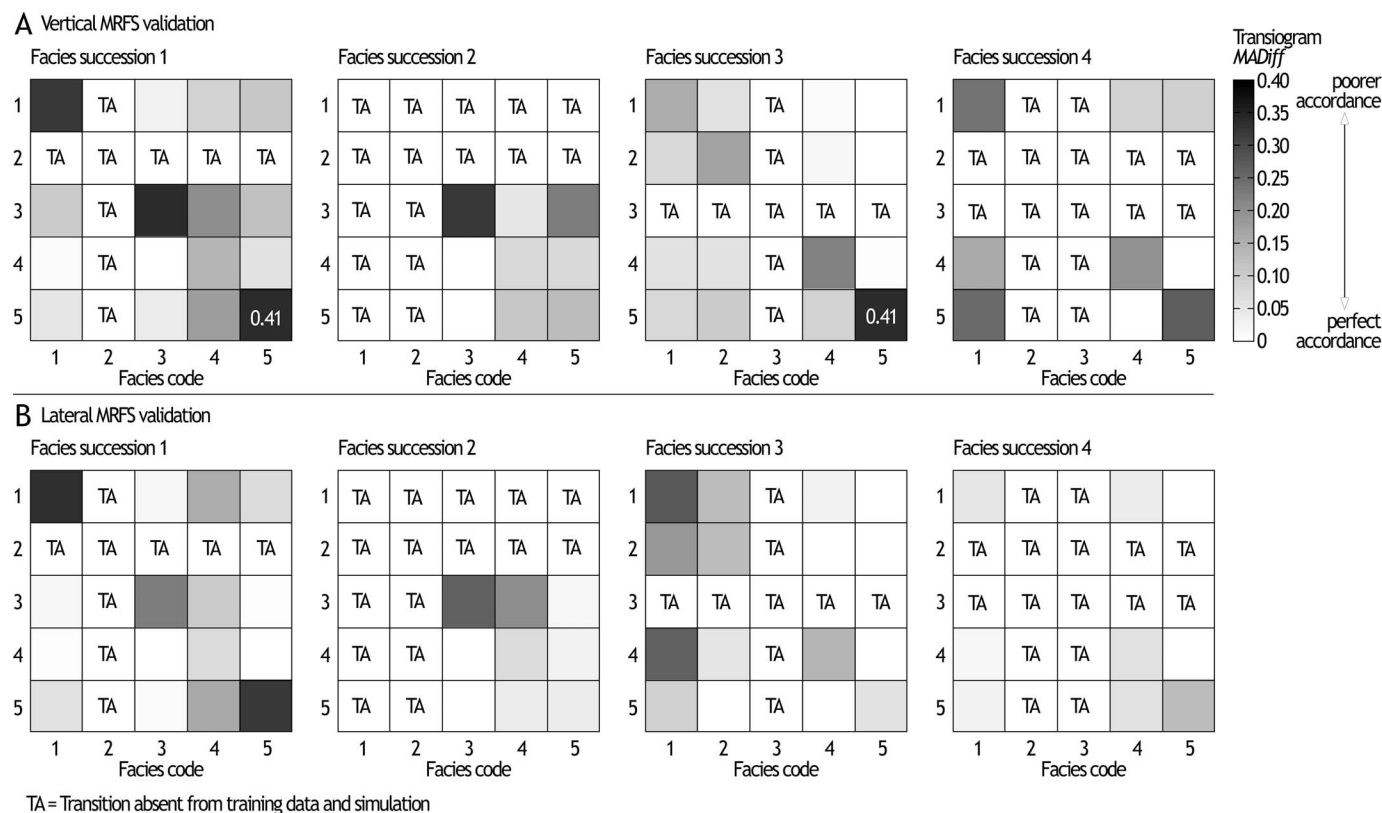 A Vertical MRFS validation
Facies succession 1
Facies succession 2
Facies succession 3
Facies succession 4
Transiogram
MADiff
1 TA
2 TA TA TA TA TA
3 TA
4 TA
5 TA 0.41
1 2 3 4 5
Facies code
1 TA TA TA TA TA
2 TA TA TA TA TA
3 TA TA
4 TA TA
5 TA TA
1 2 3 4 5
Facies code
1 TA
2 TA
3 TA TA TA TA TA
4 TA
5 TA 0.41
1 2 3 4 5
Facies code
1 TA TA
2 TA TA TA TA TA
3 TA TA TA TA TA
4 TA TA
5 TA TA
1 2 3 4 5
Facies code
0.40
0.35
0.30
0.25
0.20
0.15
0.10
0.05
0
poorer
accordance
perfect
accordance
B Lateral MRFS validation
Facies succession 1
Facies succession 2
Facies succession 3
Facies succession 4
1 TA
2 TA TA TA TA TA
3 TA
4 TA
5 TA
1 2 3 4 5
Facies code
1 TA TA TA TA TA
2 TA TA TA TA TA
3 TA TA
4 TA TA
5 TA TA
1 2 3 4 5
Facies code
1 TA
2 TA
3 TA TA TA TA TA
4 TA
5 TA
1 2 3 4 5
Facies code
1 TA TA
2 TA TA TA TA TA
3 TA TA TA TA TA
4 TA TA
5 TA TA
1 2 3 4 5
Facies code
TA = Transition absent from training data and simulation